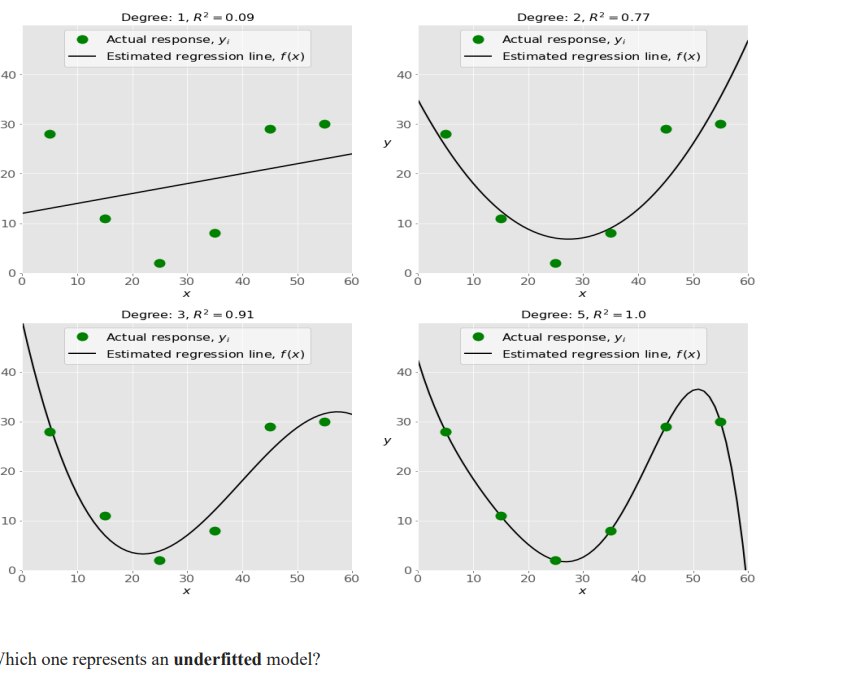 Degree: 1, R² = 0.09
Actual response, yᵢ
Estimated regression line, f(x)
40
30
20
10
0
0 10 20 30 40 50 60
x
Degree: 2, R² = 0.77
Actual response, yᵢ
Estimated regression line, f(x)
y
40
30
20
10
0
0 10 20 30 40 50 60
x
Degree: 3, R² = 0.91
Actual response, yᵢ
Estimated regression line, f(x)
40
30
20
10
0
0 10 20 30 40 50 60
x
Degree: 5, R² = 1.0
Actual response, yᵢ
Estimated regression line, f(x)
y
40
30
20
10
0
0 10 20 30 40 50 60
x
Which one represents an underfitted model?